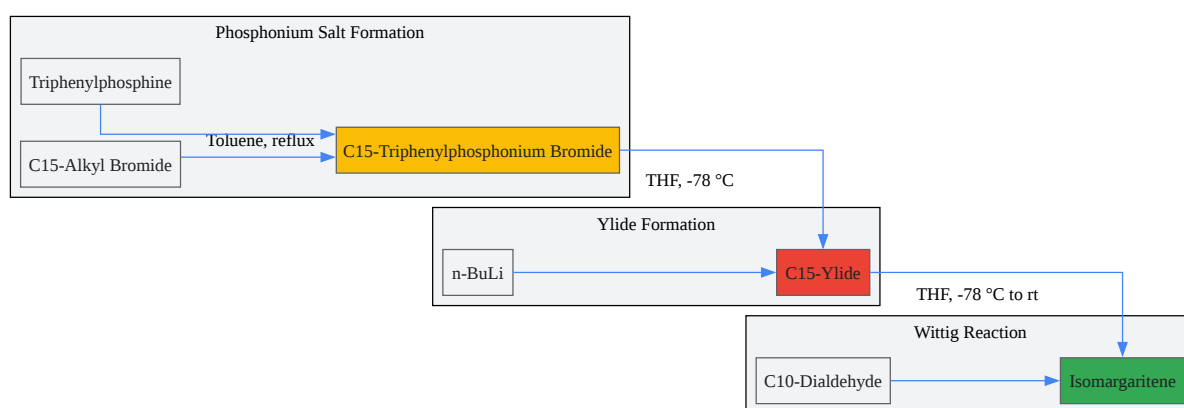 Phosphonium Salt Formation
Triphenylphosphine
Toluene, reflux
C15-Alkyl Bromide
C15-Triphenylphosphonium Bromide
THF, -78 °C
Ylide Formation
n-BuLi
C15-Ylide
THF, -78 °C to rt
Wittig Reaction
C10-Dialdehyde
Isomargaritene